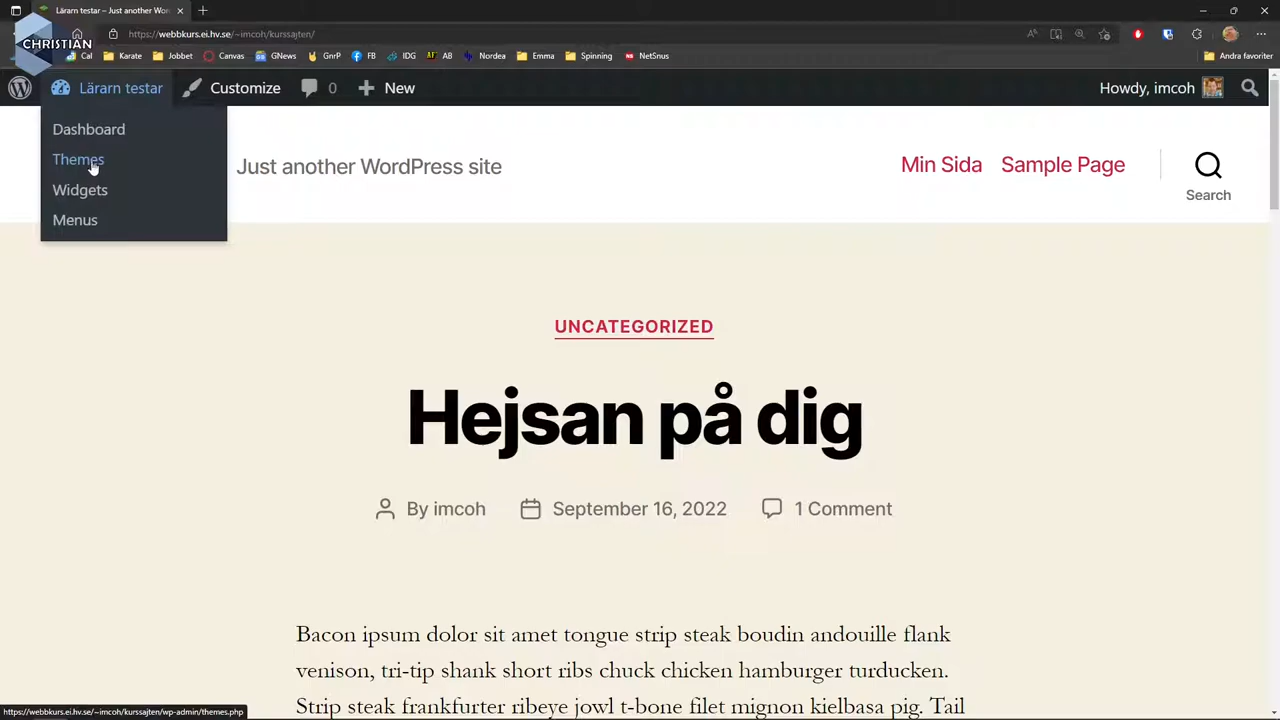 Lärarn testar – Just another Wor
CHRISTIAN
https://webbkurs.ei.hv.se/~imcoh/kurssajten/
Cal Karate Jobbet Canvas GNews GnrP FB IDG AB Nordea Emma Spinning NetSnus Andra favoriter
Lärarn testar Customize 0 New Howdy, imcoh
Dashboard
Themes
Widgets
Menus
Just another WordPress site
Min Sida Sample Page
Search
UNCATEGORIZED
Hejsan på dig
By imcoh September 16, 2022 1 Comment
Bacon ipsum dolor sit amet tongue strip steak boudin andouille flank
venison, tri-tip shank short ribs chuck chicken hamburger turducken.
Strip steak frankfurter ribeye jowl t-bone filet mignon kielbasa pig. Tail
https://webbkurs.ei.hv.se/~imcoh/kurssajten/wp-admin/themes.php